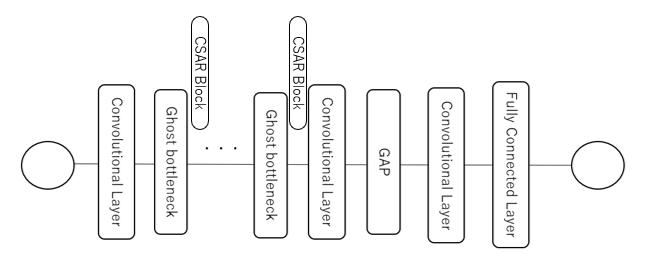 Convolutional Layer
Ghost bottleneck
CSAR Block
. . .
Ghost bottleneck
CSAR Block
Convolutional Layer
GAP
Convolutional Layer
Fully Connected Layer